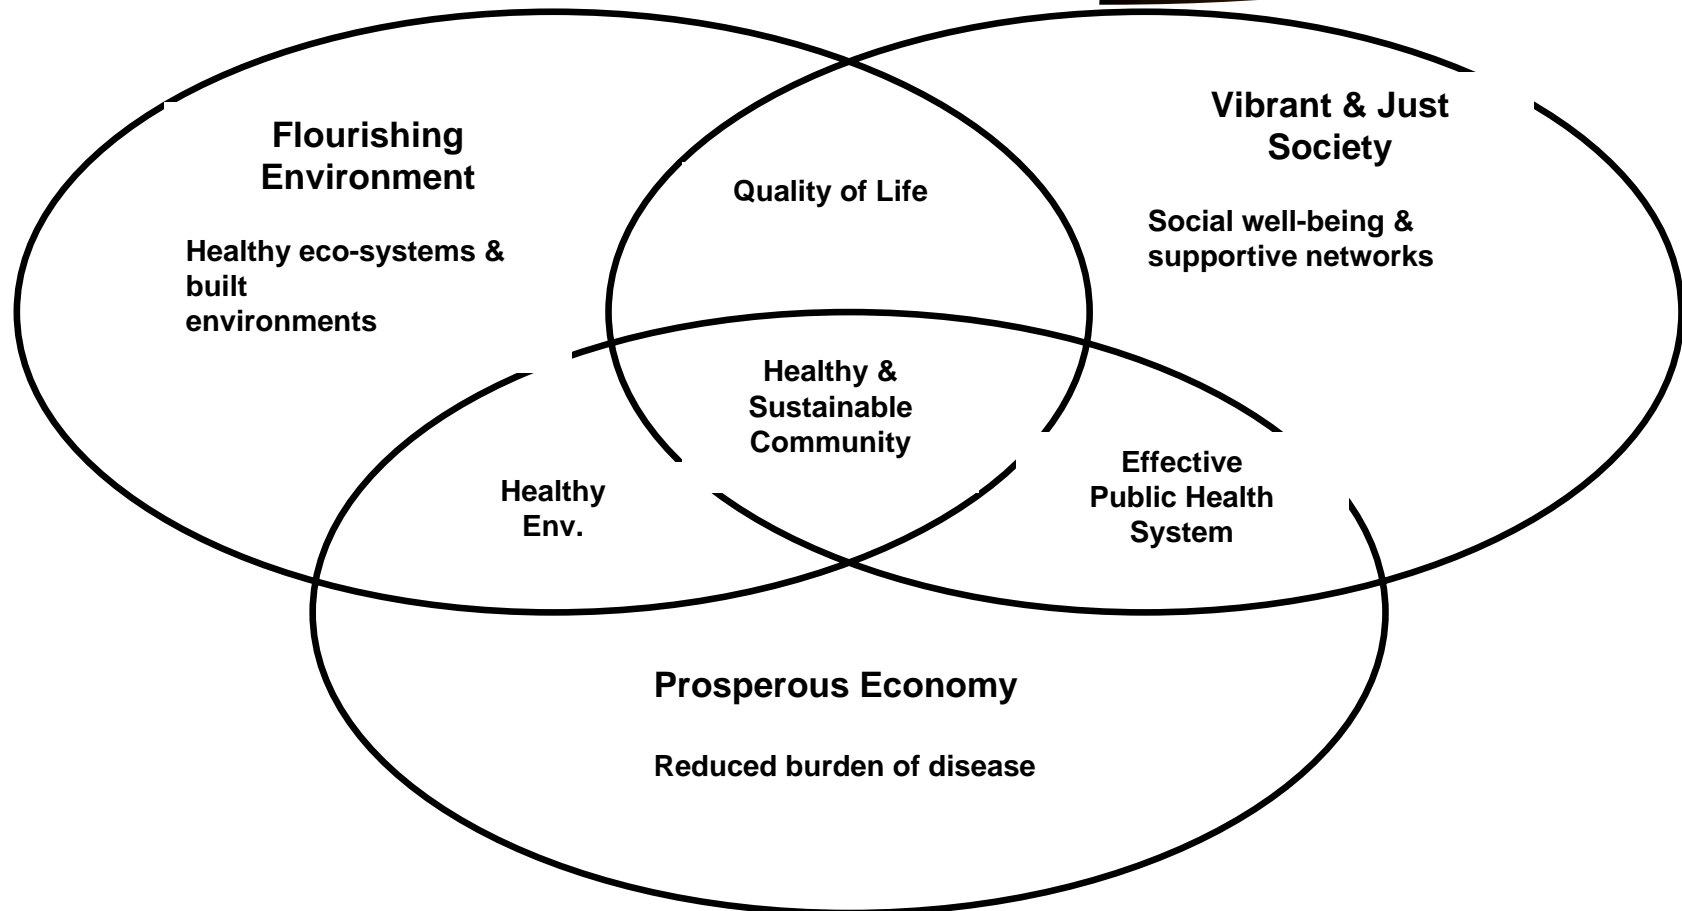 Flourishing
Environment
Healthy eco-systems &
built
environments
Quality of Life
Vibrant & Just
Society
Social well-being &
supportive networks
Healthy &
Sustainable
Community
Healthy
Env.
Effective
Public Health
System
Prosperous Economy
Reduced burden of disease